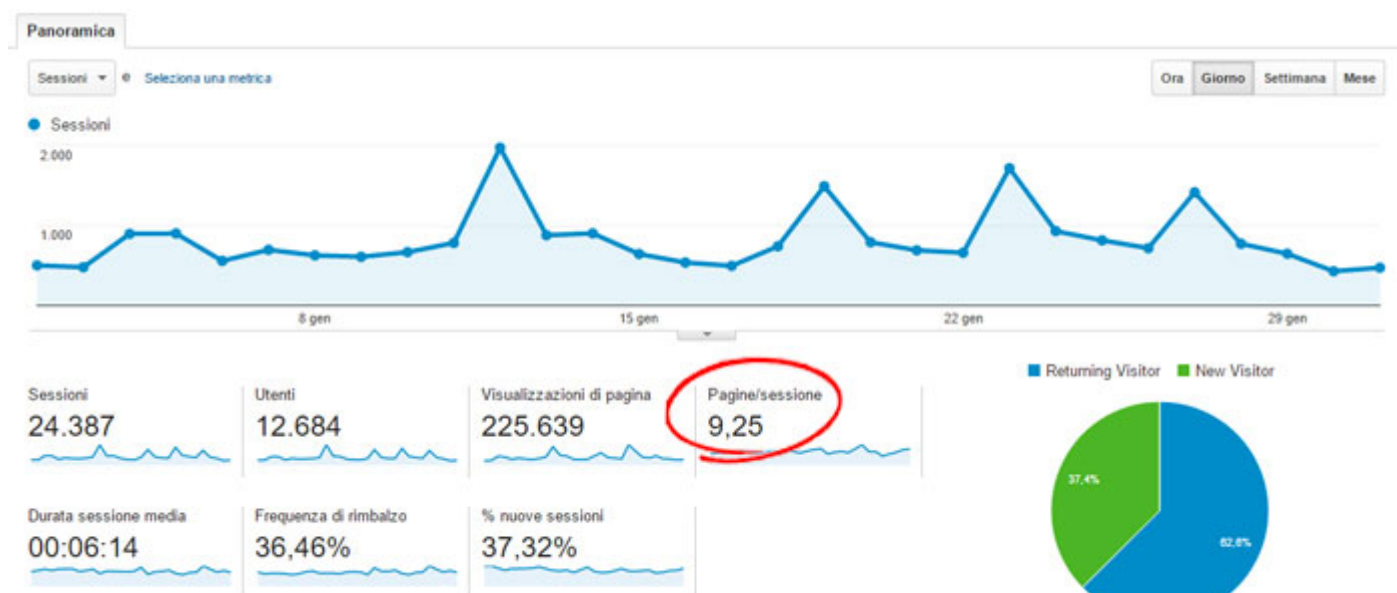 Panoramica
Sessioni e Seleziona una metrica
Ora Giorno Settimana Mese
Sessioni
2.000
1.000
8 gen 15 gen 22 gen 29 gen
Returning Visitor New Visitor
Sessioni Utenti Visualizzazioni di pagina Pagine/sessione
24.387 12.684 225.639 9,25
37,4%
62,6%
Durata sessione media Frequenza di rimbalzo % nuove sessioni
00:06:14 36,46% 37,32%